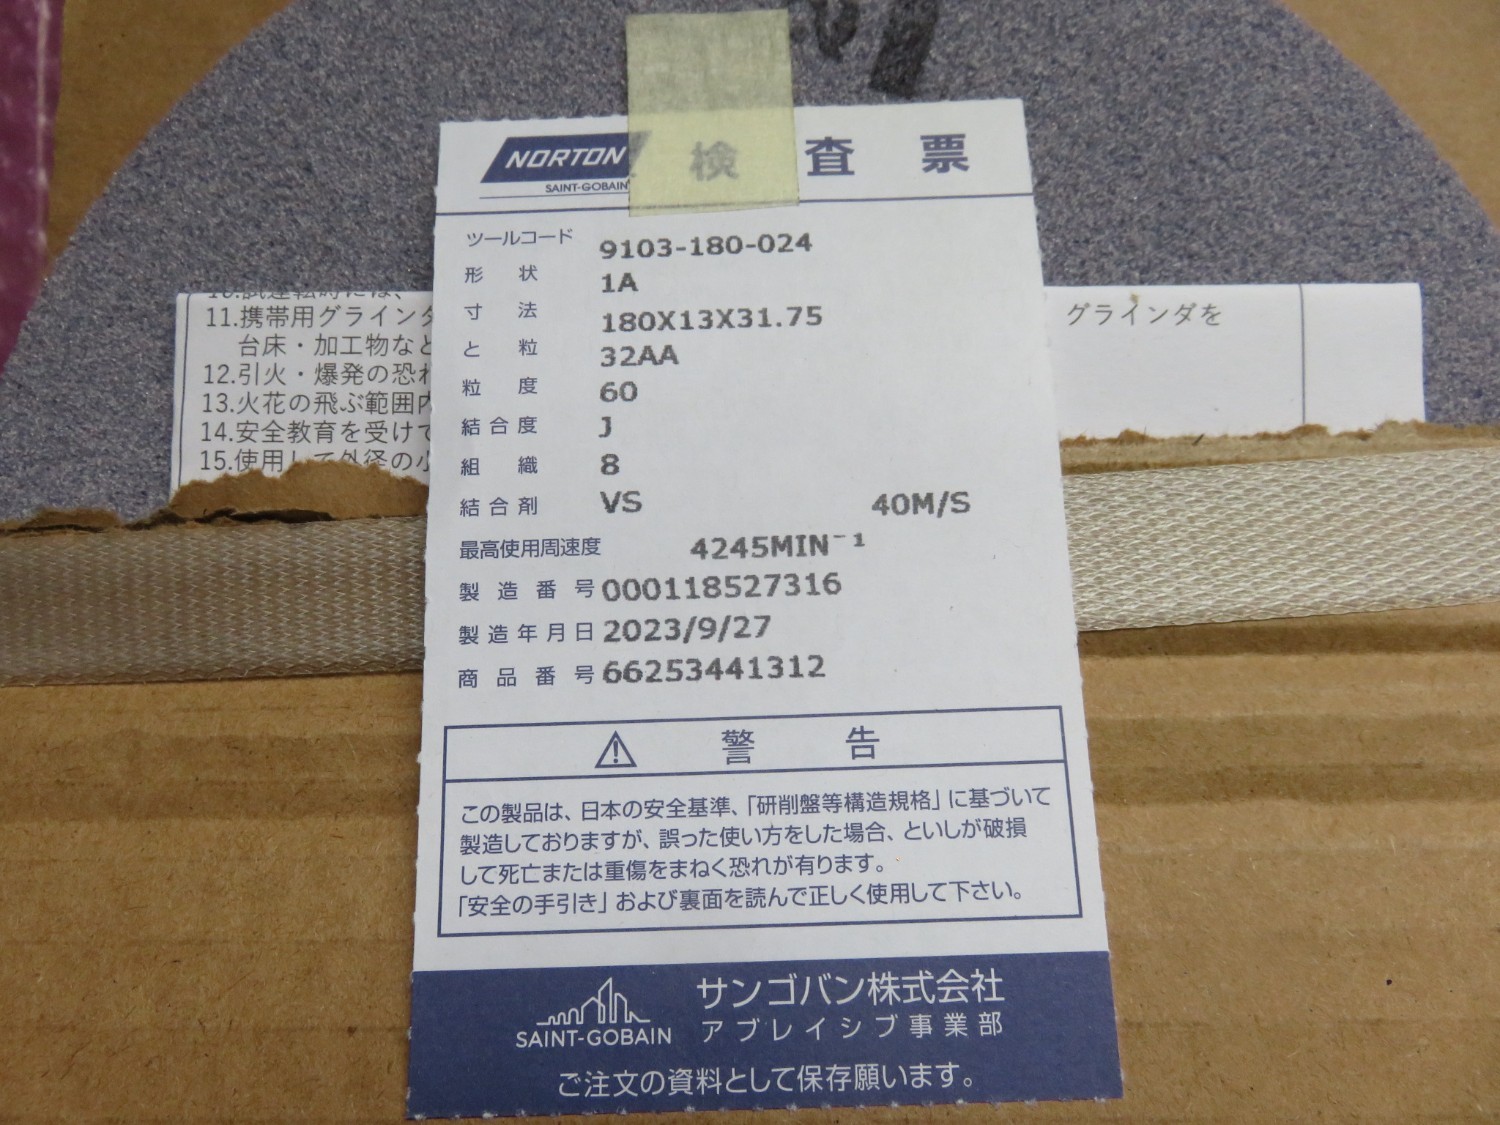 NORTON 検査票
SAINT-GOBAIN
ツールコード 9103-180-024
形状 1A
寸法 180X13X31.75
と粒 32AA
粒度 60
結合度 J
組織 8
結合剤 VS 40M/S
最高使用周速度 4245MIN⁻¹
製造番号 000118527316
製造年月日 2023/9/27
商品番号 66253441312
警告
この製品は、日本の安全基準、「研削盤等構造規格」に基づいて
製造しておりますが、誤った使い方をした場合、といしが破損
して死亡または重傷をまねく恐れが有ります。
「安全の手引き」および裏面を読んで正しく使用して下さい。
SAINT-GOBAIN
サンゴバン株式会社
アブレイシブ事業部
ご注文の資料として保存願います。
10.試運転時には、
11.携帯用グラインダ
台床・加工物など
12.引火・爆発の恐れ
13.火花の飛ぶ範囲内
14.安全教育を受けて
15.使用して外径の小
グラインダを